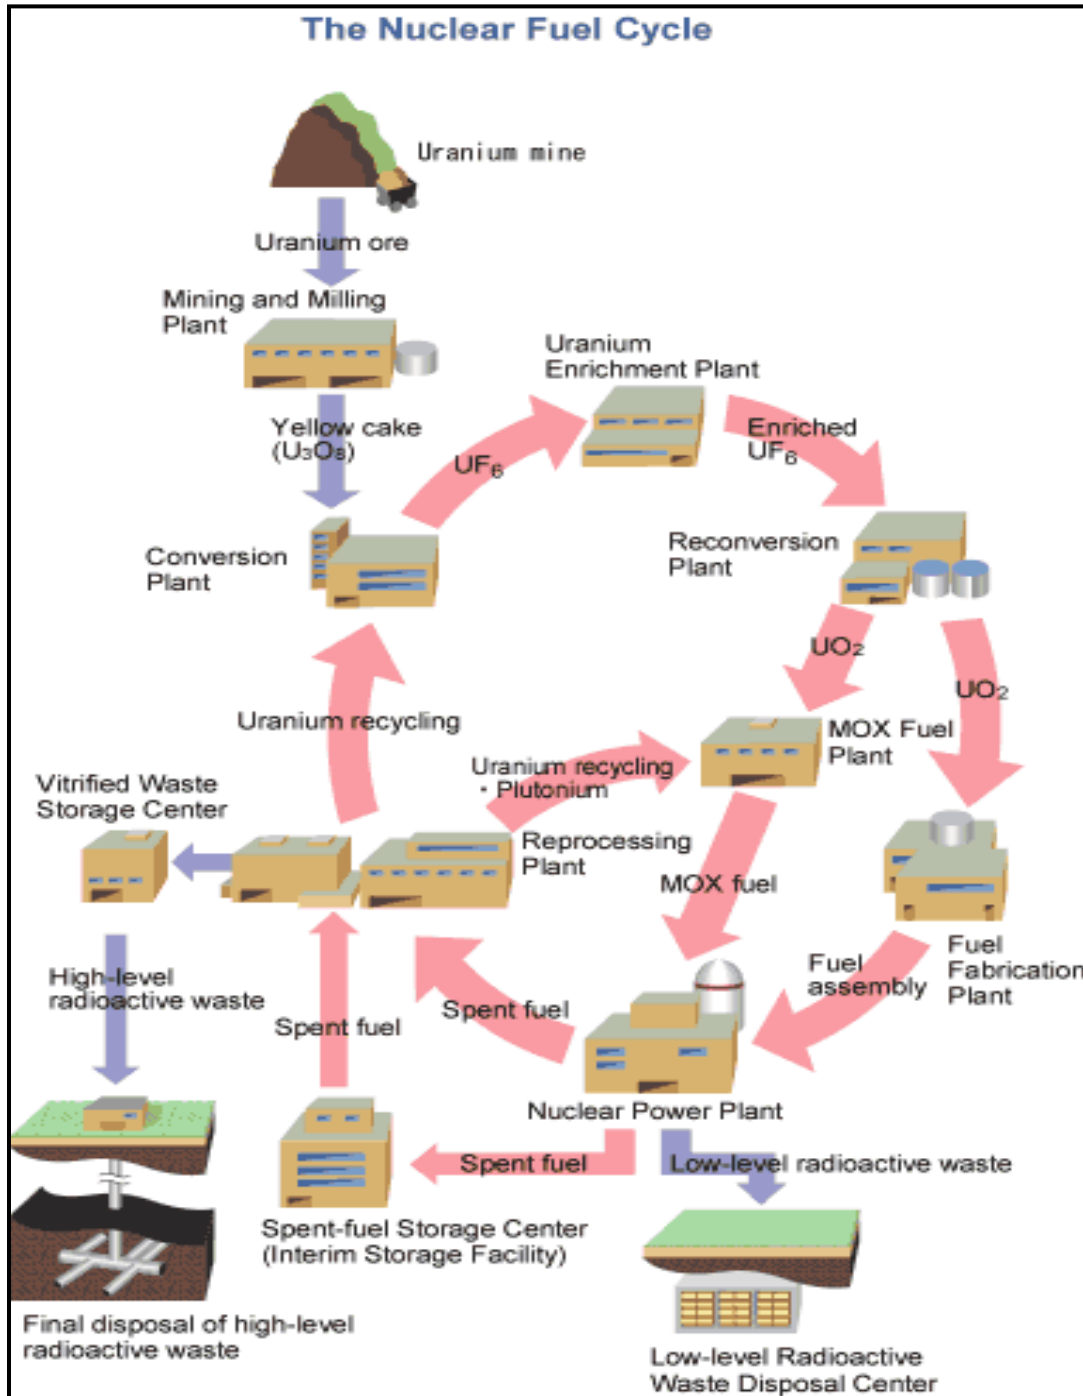 The Nuclear Fuel Cycle
Uranium mine
Uranium ore
Mining and Milling
Plant
Uranium
Enrichment Plant
Yellow cake
(U₃O₈)
UF₆
Enriched
UF₆
Conversion
Plant
Reconversion
Plant
UO₂
UO₂
Uranium recycling
MOX Fuel
Plant
Uranium recycling
・Plutonium
Vitrified Waste
Storage Center
Reprocessing
Plant
MOX fuel
Fuel
Fabrication
Plant
Fuel
assembly
High-level
radioactive waste
Spent fuel
Spent fuel
Nuclear Power Plant
Spent fuel
Low-level radioactive waste
Spent-fuel Storage Center
(Interim Storage Facility)
Final disposal of high-level
radioactive waste
Low-level Radioactive
Waste Disposal Center